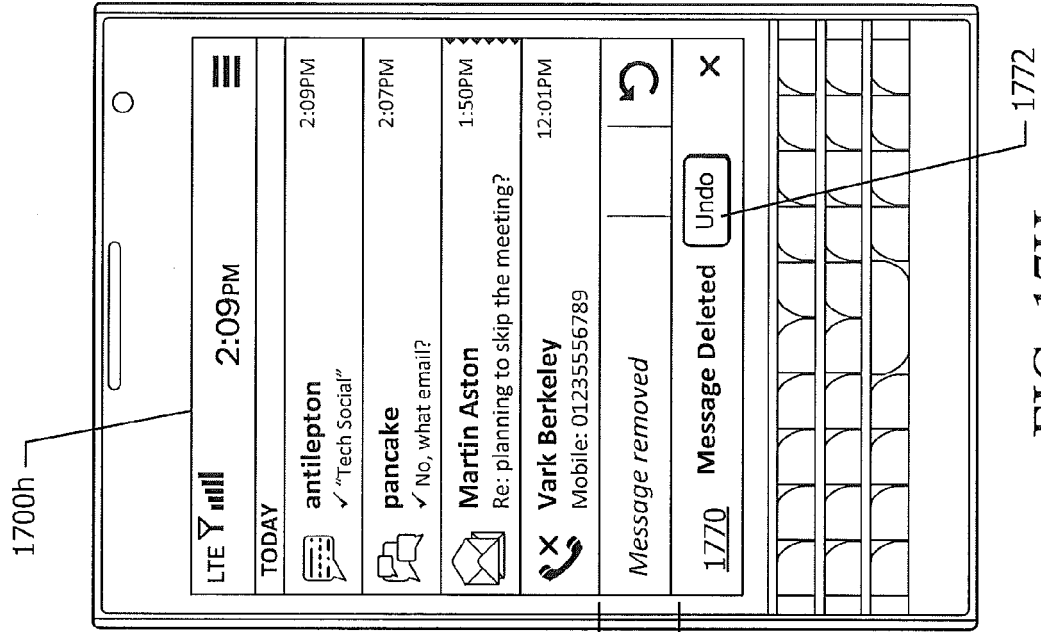 1700h
LTE 2:09PM
TODAY
antilepton 2:09PM
✓ "Tech Social"
pancake 2:07PM
✓ No, what email?
Martin Aston 1:50PM
Re: planning to skip the meeting?
Vark Berkeley 12:01PM
Mobile: 01235556789
Message removed
1770 Message Deleted Undo ×
1772